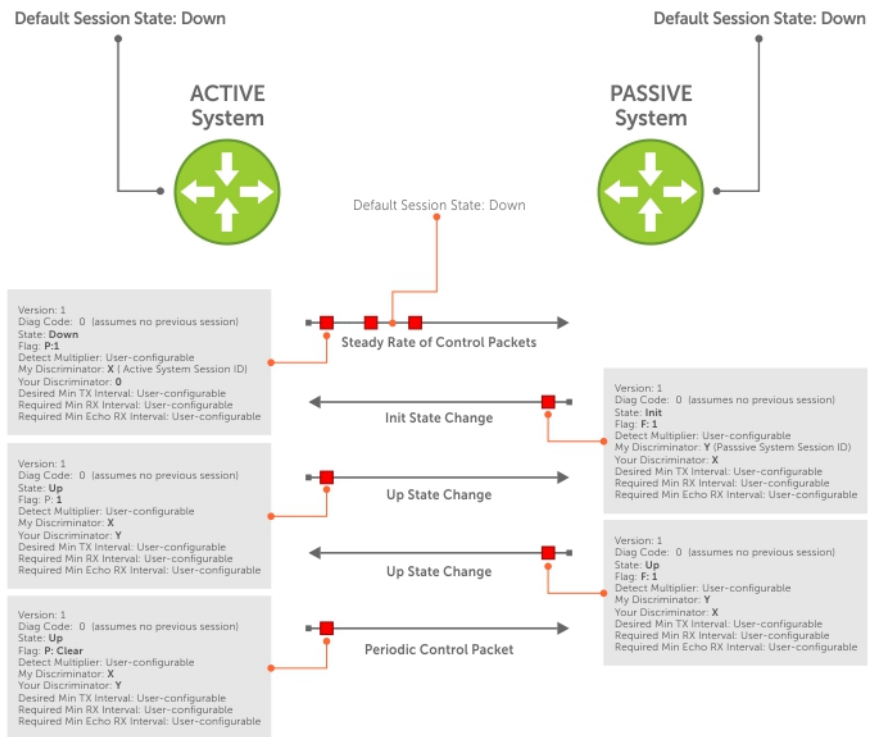 Default Session State: Down
Default Session State: Down
ACTIVE
System
PASSIVE
System
Default Session State: Down
Version: 1
Diag Code: 0 (assumes no previous session)
State: Down
Flag: P:1
Detect Multiplier: User-configurable
My Discriminator: X ( Active System Session ID)
Your Discriminator: 0
Desired Min TX Interval: User-configurable
Required Min RX Interval: User-configurable
Required Min Echo RX Interval: User-configurable
Steady Rate of Control Packets
Init State Change
Version: 1
Diag Code: 0 (assumes no previous session)
State: Init
Flag: F: 1
Detect Multiplier: User-configurable
My Discriminator: Y (Passsive System Session ID)
Your Discriminator: X
Desired Min TX Interval: User-configurable
Required Min RX Interval: User-configurable
Required Min Echo RX Interval: User-configurable
Version: 1
Diag Code: 0 (assumes no previous session)
State: Up
Flag: P: 1
Detect Multiplier: User-configurable
My Discriminator: X
Your Discriminator: Y
Desired Min TX Interval: User-configurable
Required Min RX Interval: User-configurable
Required Min Echo RX Interval: User-configurable
Up State Change
Up State Change
Version: 1
Diag Code: 0 (assumes no previous session)
State: Up
Flag: F: 1
Detect Multiplier: User-configurable
My Discriminator: Y
Your Discriminator: X
Desired Min TX Interval: User-configurable
Required Min RX Interval: User-configurable
Required Min Echo RX Interval: User-configurable
Version: 1
Diag Code: 0 (assumes no previous session)
State: Up
Flag: P: Clear
Detect Multiplier: User-configurable
My Discriminator: X
Your Discriminator: Y
Desired Min TX Interval: User-configurable
Required Min RX Interval: User-configurable
Required Min Echo RX Interval: User-configurable
Periodic Control Packet